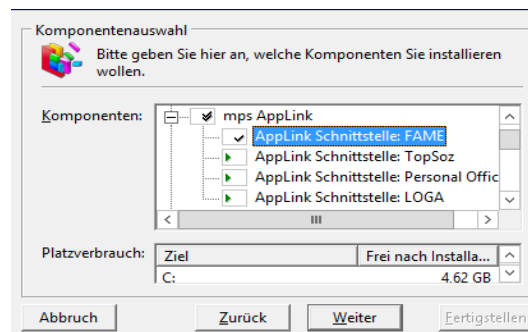 Komponentenauswahl
Bitte geben Sie hier an, welche Komponenten Sie installieren
wollen.
Komponenten:
mps AppLink
AppLink Schnittstelle: FAME
AppLink Schnittstelle: TopSoz
AppLink Schnittstelle: Personal Offic
AppLink Schnittstelle: LOGA
Platzverbrauch:
Ziel
Frei nach Installa...
C:
4.62 GB
Abbruch
Zurück
Weiter
Fertigstellen